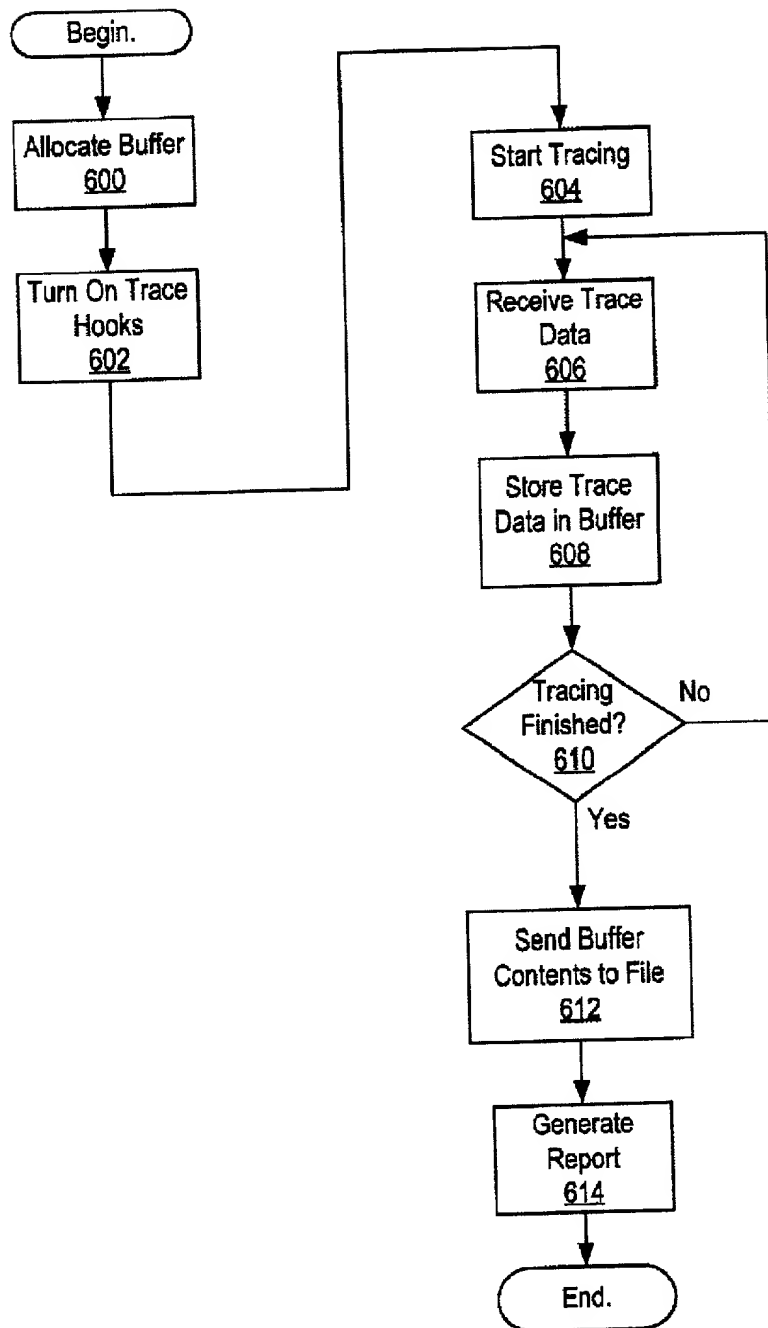 Begin.
Allocate Buffer
600
Turn On Trace
Hooks
602
Start Tracing
604
Receive Trace
Data
606
Store Trace
Data in Buffer
608
Tracing
Finished?
610
No
Yes
Send Buffer
Contents to File
612
Generate
Report
614
End.